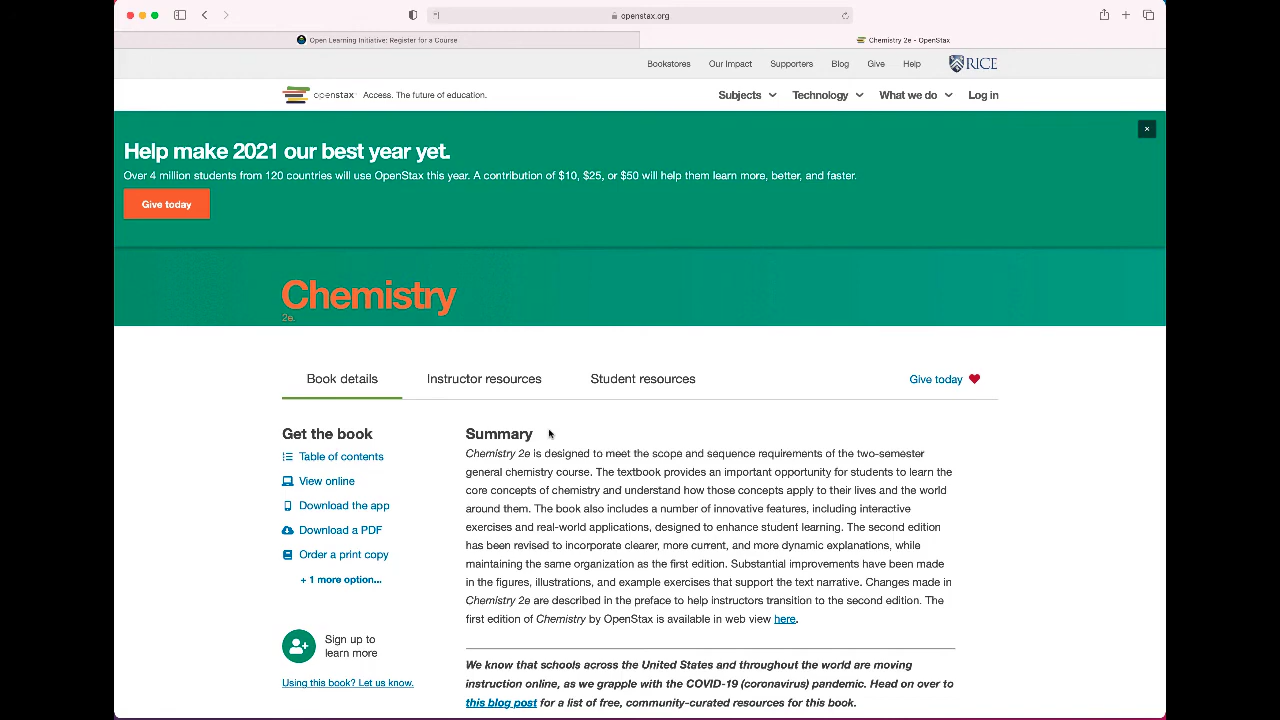 openstax.org
Open Learning Initiative: Register for a Course
Chemistry 2e - OpenStax
Bookstores Our Impact Supporters Blog Give Help RICE
openstax Access. The future of education. Subjects Technology What we do Log in
Help make 2021 our best year yet.
Over 4 million students from 120 countries will use OpenStax this year. A contribution of $10, $25, or $50 will help them learn more, better, and faster.
Give today
Chemistry
2e.
Book details Instructor resources Student resources Give today
Get the book
Table of contents
View online
Download the app
Download a PDF
Order a print copy
+ 1 more option...
Sign up to
learn more
Using this book? Let us know.
Summary
Chemistry 2e is designed to meet the scope and sequence requirements of the two-semester
general chemistry course. The textbook provides an important opportunity for students to learn the
core concepts of chemistry and understand how those concepts apply to their lives and the world
around them. The book also includes a number of innovative features, including interactive
exercises and real-world applications, designed to enhance student learning. The second edition
has been revised to incorporate clearer, more current, and more dynamic explanations, while
maintaining the same organization as the first edition. Substantial improvements have been made
in the figures, illustrations, and example exercises that support the text narrative. Changes made in
Chemistry 2e are described in the preface to help instructors transition to the second edition. The
first edition of Chemistry by OpenStax is available in web view here.
We know that schools across the United States and throughout the world are moving
instruction online, as we grapple with the COVID-19 (coronavirus) pandemic. Head on over to
this blog post for a list of free, community-curated resources for this book.